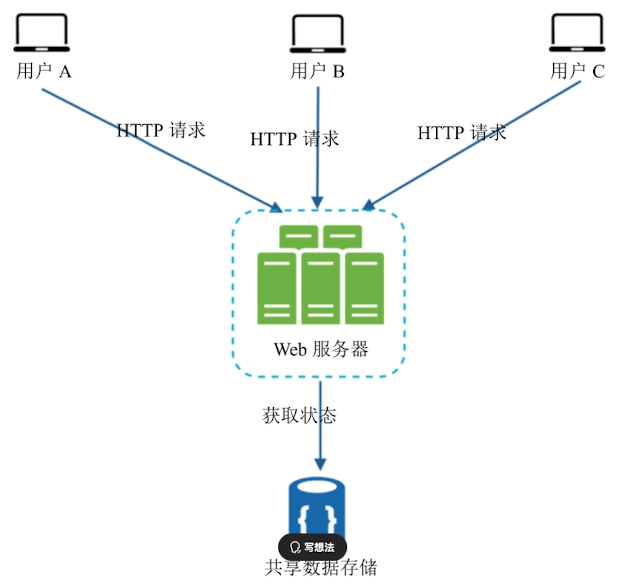 用户 A
用户 B
用户 C
HTTP 请求
HTTP 请求
HTTP 请求
Web 服务器
获取状态
{ }
写想法
共享数据存储